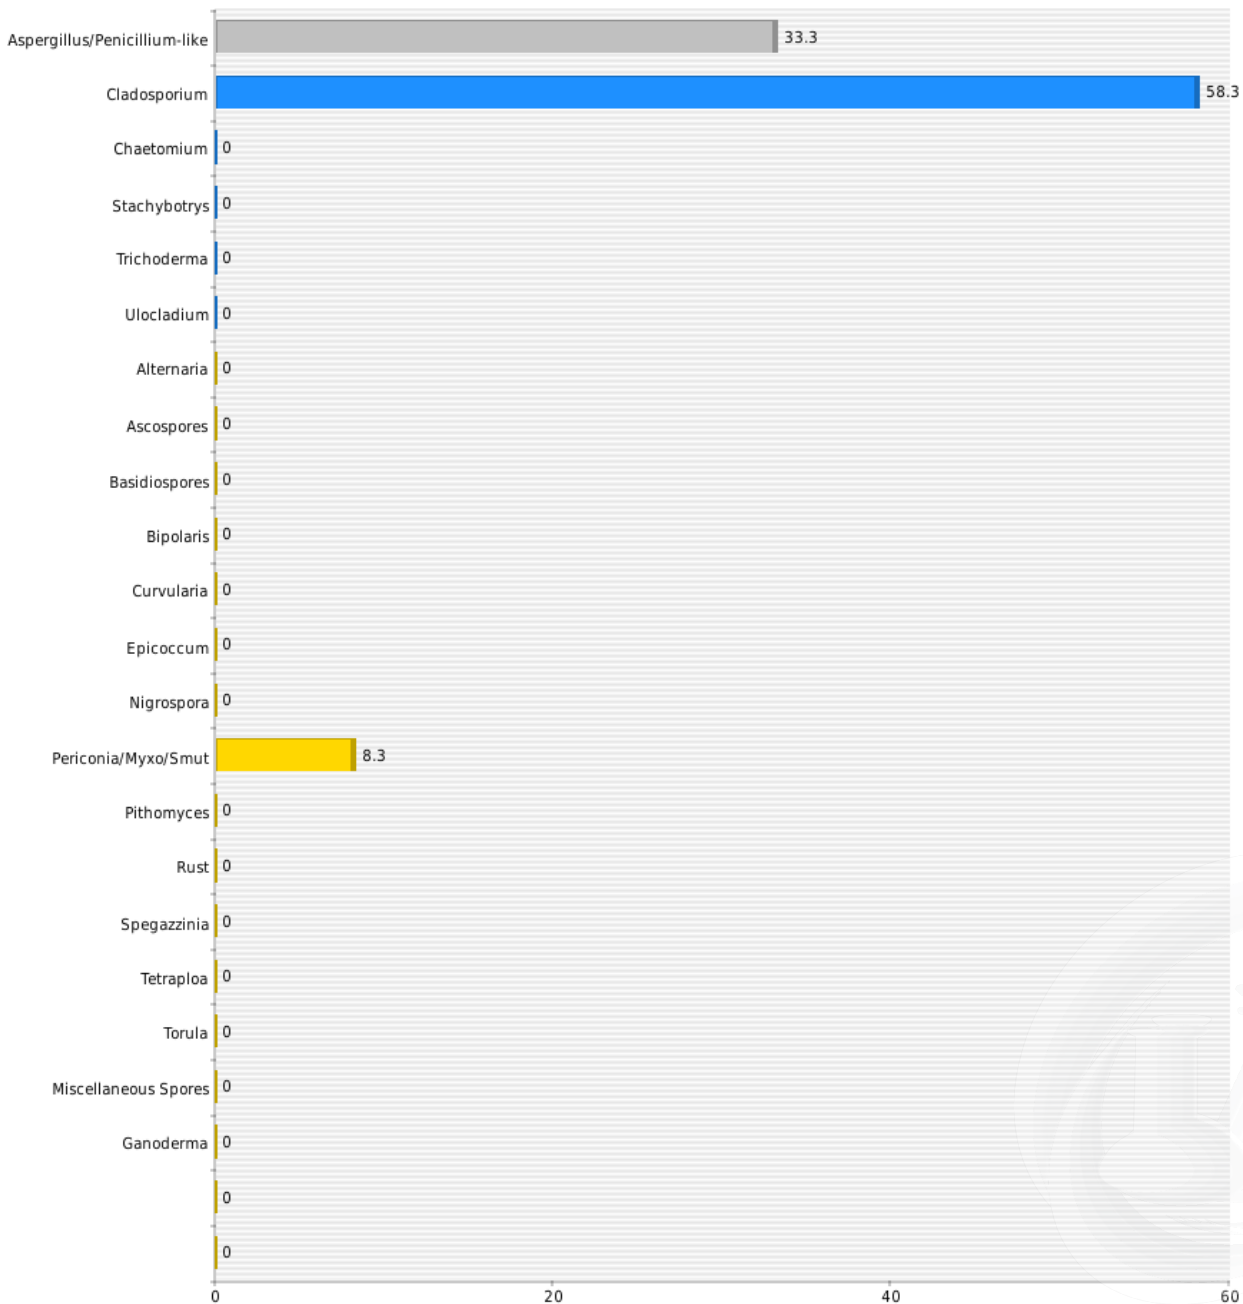 Aspergillus/Penicillium-like 33.3
Cladosporium 58.3
Chaetomium 0
Stachybotrys 0
Trichoderma 0
Ulocladium 0
Alternaria 0
Ascospores 0
Basidiospores 0
Bipolaris 0
Curvularia 0
Epicoccum 0
Nigrospora 0
Periconia/Myxo/Smut 8.3
Pithomyces 0
Rust 0
Spegazzinia 0
Tetraploa 0
Torula 0
Miscellaneous Spores 0
Ganoderma 0
0
0
0 20 40 60